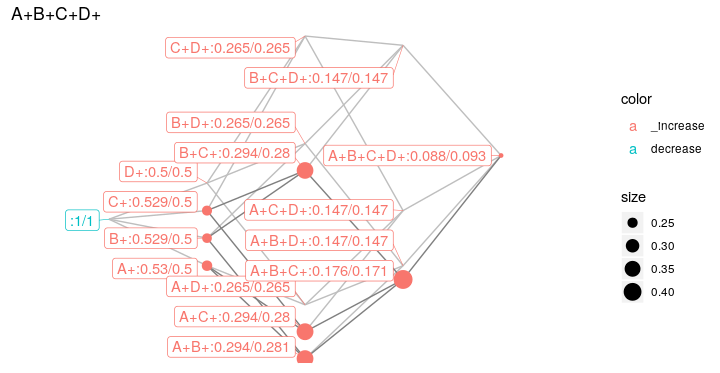 A+B+C+D+
C+D+:0.265/0.265
B+C+D+:0.147/0.147
B+D+:0.265/0.265
B+C+:0.294/0.28
A+B+C+D+:0.088/0.093
D+:0.5/0.5
C+:0.529/0.5
A+C+D+:0.147/0.147
:1/1
B+:0.529/0.5
A+B+D+:0.147/0.147
A+:0.53/0.5
A+B+C+:0.176/0.171
A+D+:0.265/0.265
A+C+:0.294/0.28
A+B+:0.294/0.281
color
a _Increase
a decrease
size
0.25
0.30
0.35
0.40